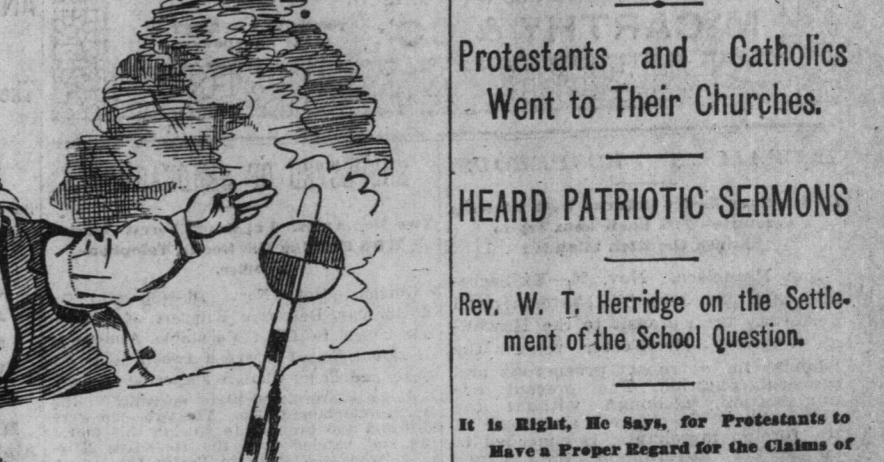 Protestants and Catholics
Went to Their Churches.
HEARD PATRIOTIC SERMONS
Rev. W. T. Herridge on the Settle-
ment of the School Question.
It is Right, He Says, for Protestants to
Have a Proper Regard for the Claims of